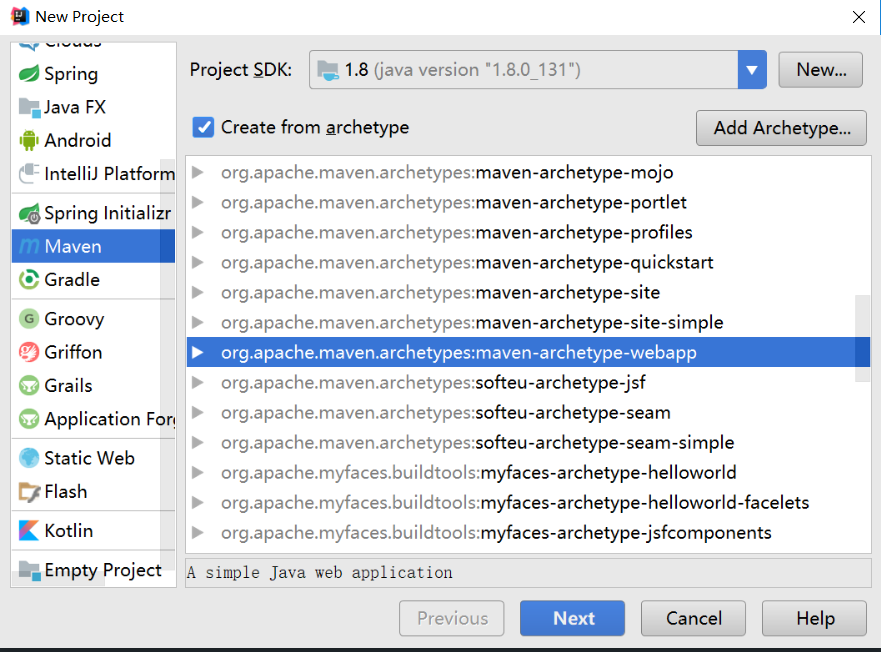 New Project
Clouds
Spring
Java FX
Android
IntelliJ Platform
Spring Initializr
Maven
Gradle
Groovy
Griffon
Grails
Application Forg
Static Web
Flash
Kotlin
Empty Project
Project SDK:
1.8 (java version "1.8.0_131")
New...
Create from archetype
Add Archetype...
org.apache.maven.archetypes:maven-archetype-mojo
org.apache.maven.archetypes:maven-archetype-portlet
org.apache.maven.archetypes:maven-archetype-profiles
org.apache.maven.archetypes:maven-archetype-quickstart
org.apache.maven.archetypes:maven-archetype-site
org.apache.maven.archetypes:maven-archetype-site-simple
org.apache.maven.archetypes:maven-archetype-webapp
org.apache.maven.archetypes:softeu-archetype-jsf
org.apache.maven.archetypes:softeu-archetype-seam
org.apache.maven.archetypes:softeu-archetype-seam-simple
org.apache.myfaces.buildtools:myfaces-archetype-helloworld
org.apache.myfaces.buildtools:myfaces-archetype-helloworld-facelets
org.apache.myfaces.buildtools:myfaces-archetype-jsfcomponents
A simple Java web application
Previous
Next
Cancel
Help